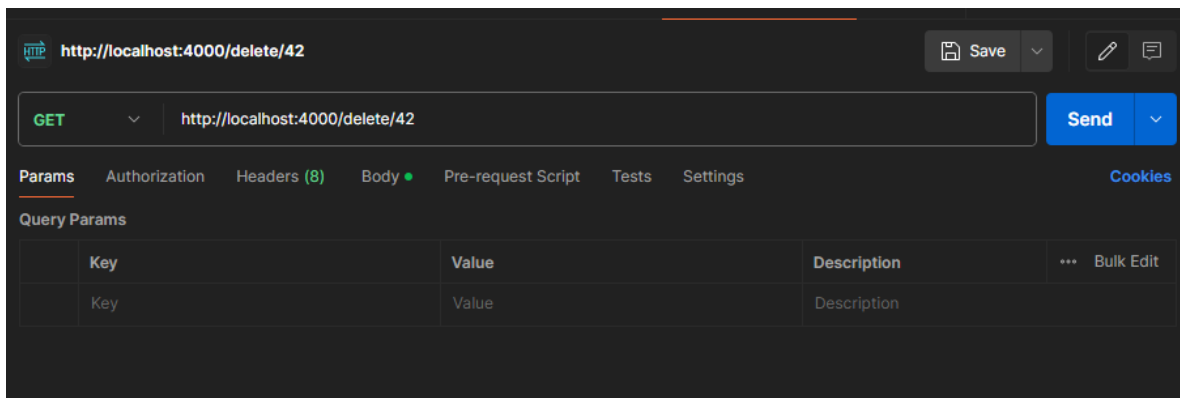 HTTP http://localhost:4000/delete/42 Save
GET http://localhost:4000/delete/42 Send
Params Authorization Headers (8) Body Pre-request Script Tests Settings Cookies
Query Params
Key Value Description ••• Bulk Edit
Key Value Description